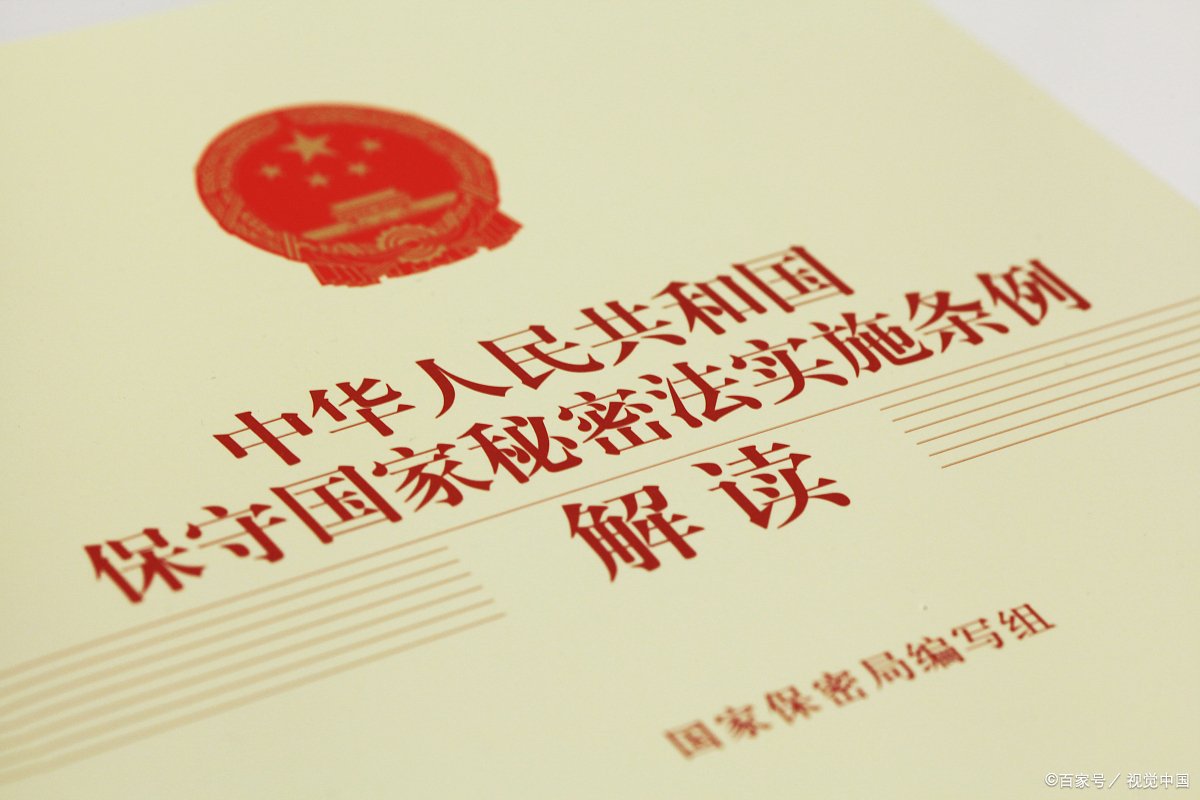 中华人民共和国
保守国家秘密法实施条例
解读
国家保密局编写组
©百家号／视觉中国